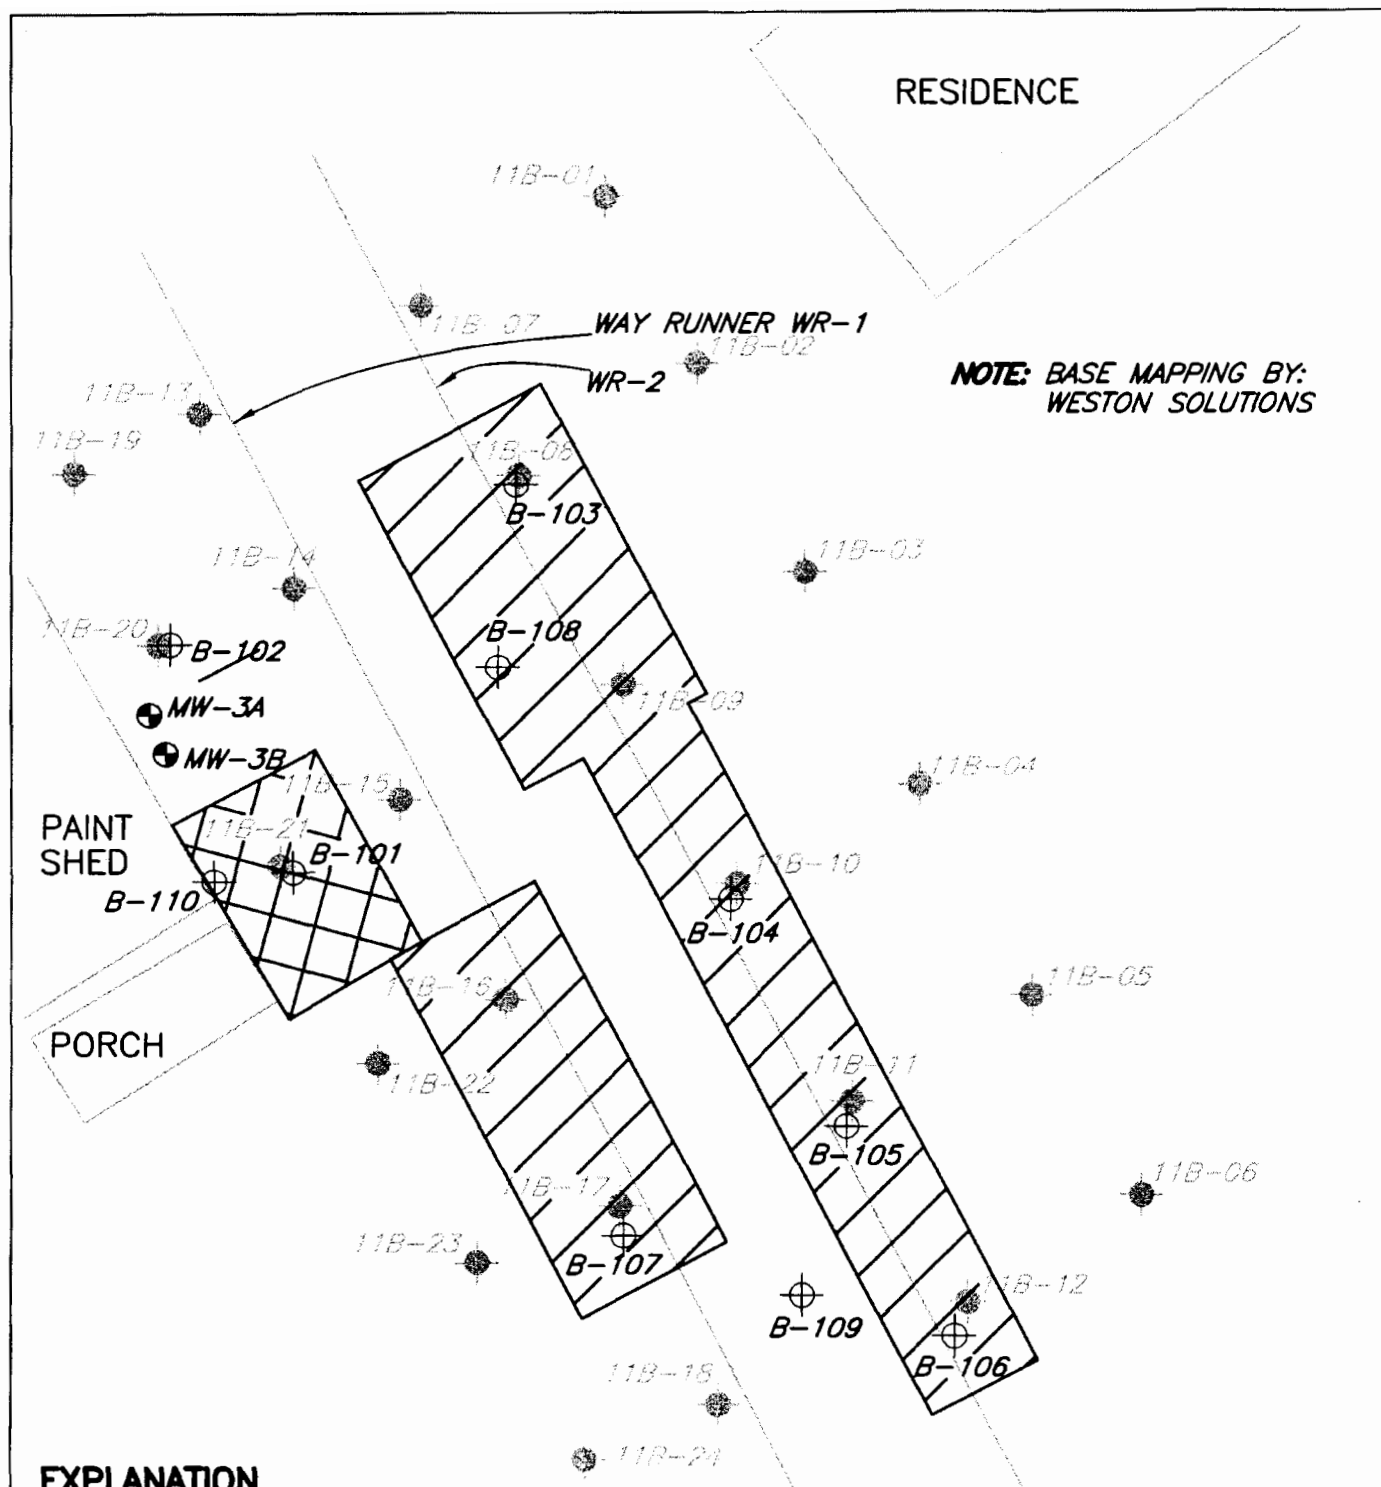 RESIDENCE
11B-01
11B-07
WAY RUNNER WR-1
11B-02
WR-2
NOTE: BASE MAPPING BY:
WESTON SOLUTIONS
11B-13
11B-19
11B-08
B-103
11B-03
11B-14
11B-20
B-102
B-108
11B-09
MW-3A
MW-3B
11B-15
11B-04
PAINT
SHED
11B-21
B-101
B-110
11B-10
B-104
11B-16
11B-05
PORCH
11B-22
11B-11
B-105
11B-17
11B-06
11B-23
B-107
11B-12
B-109
B-106
11B-18
11B-24
EXPLANATION